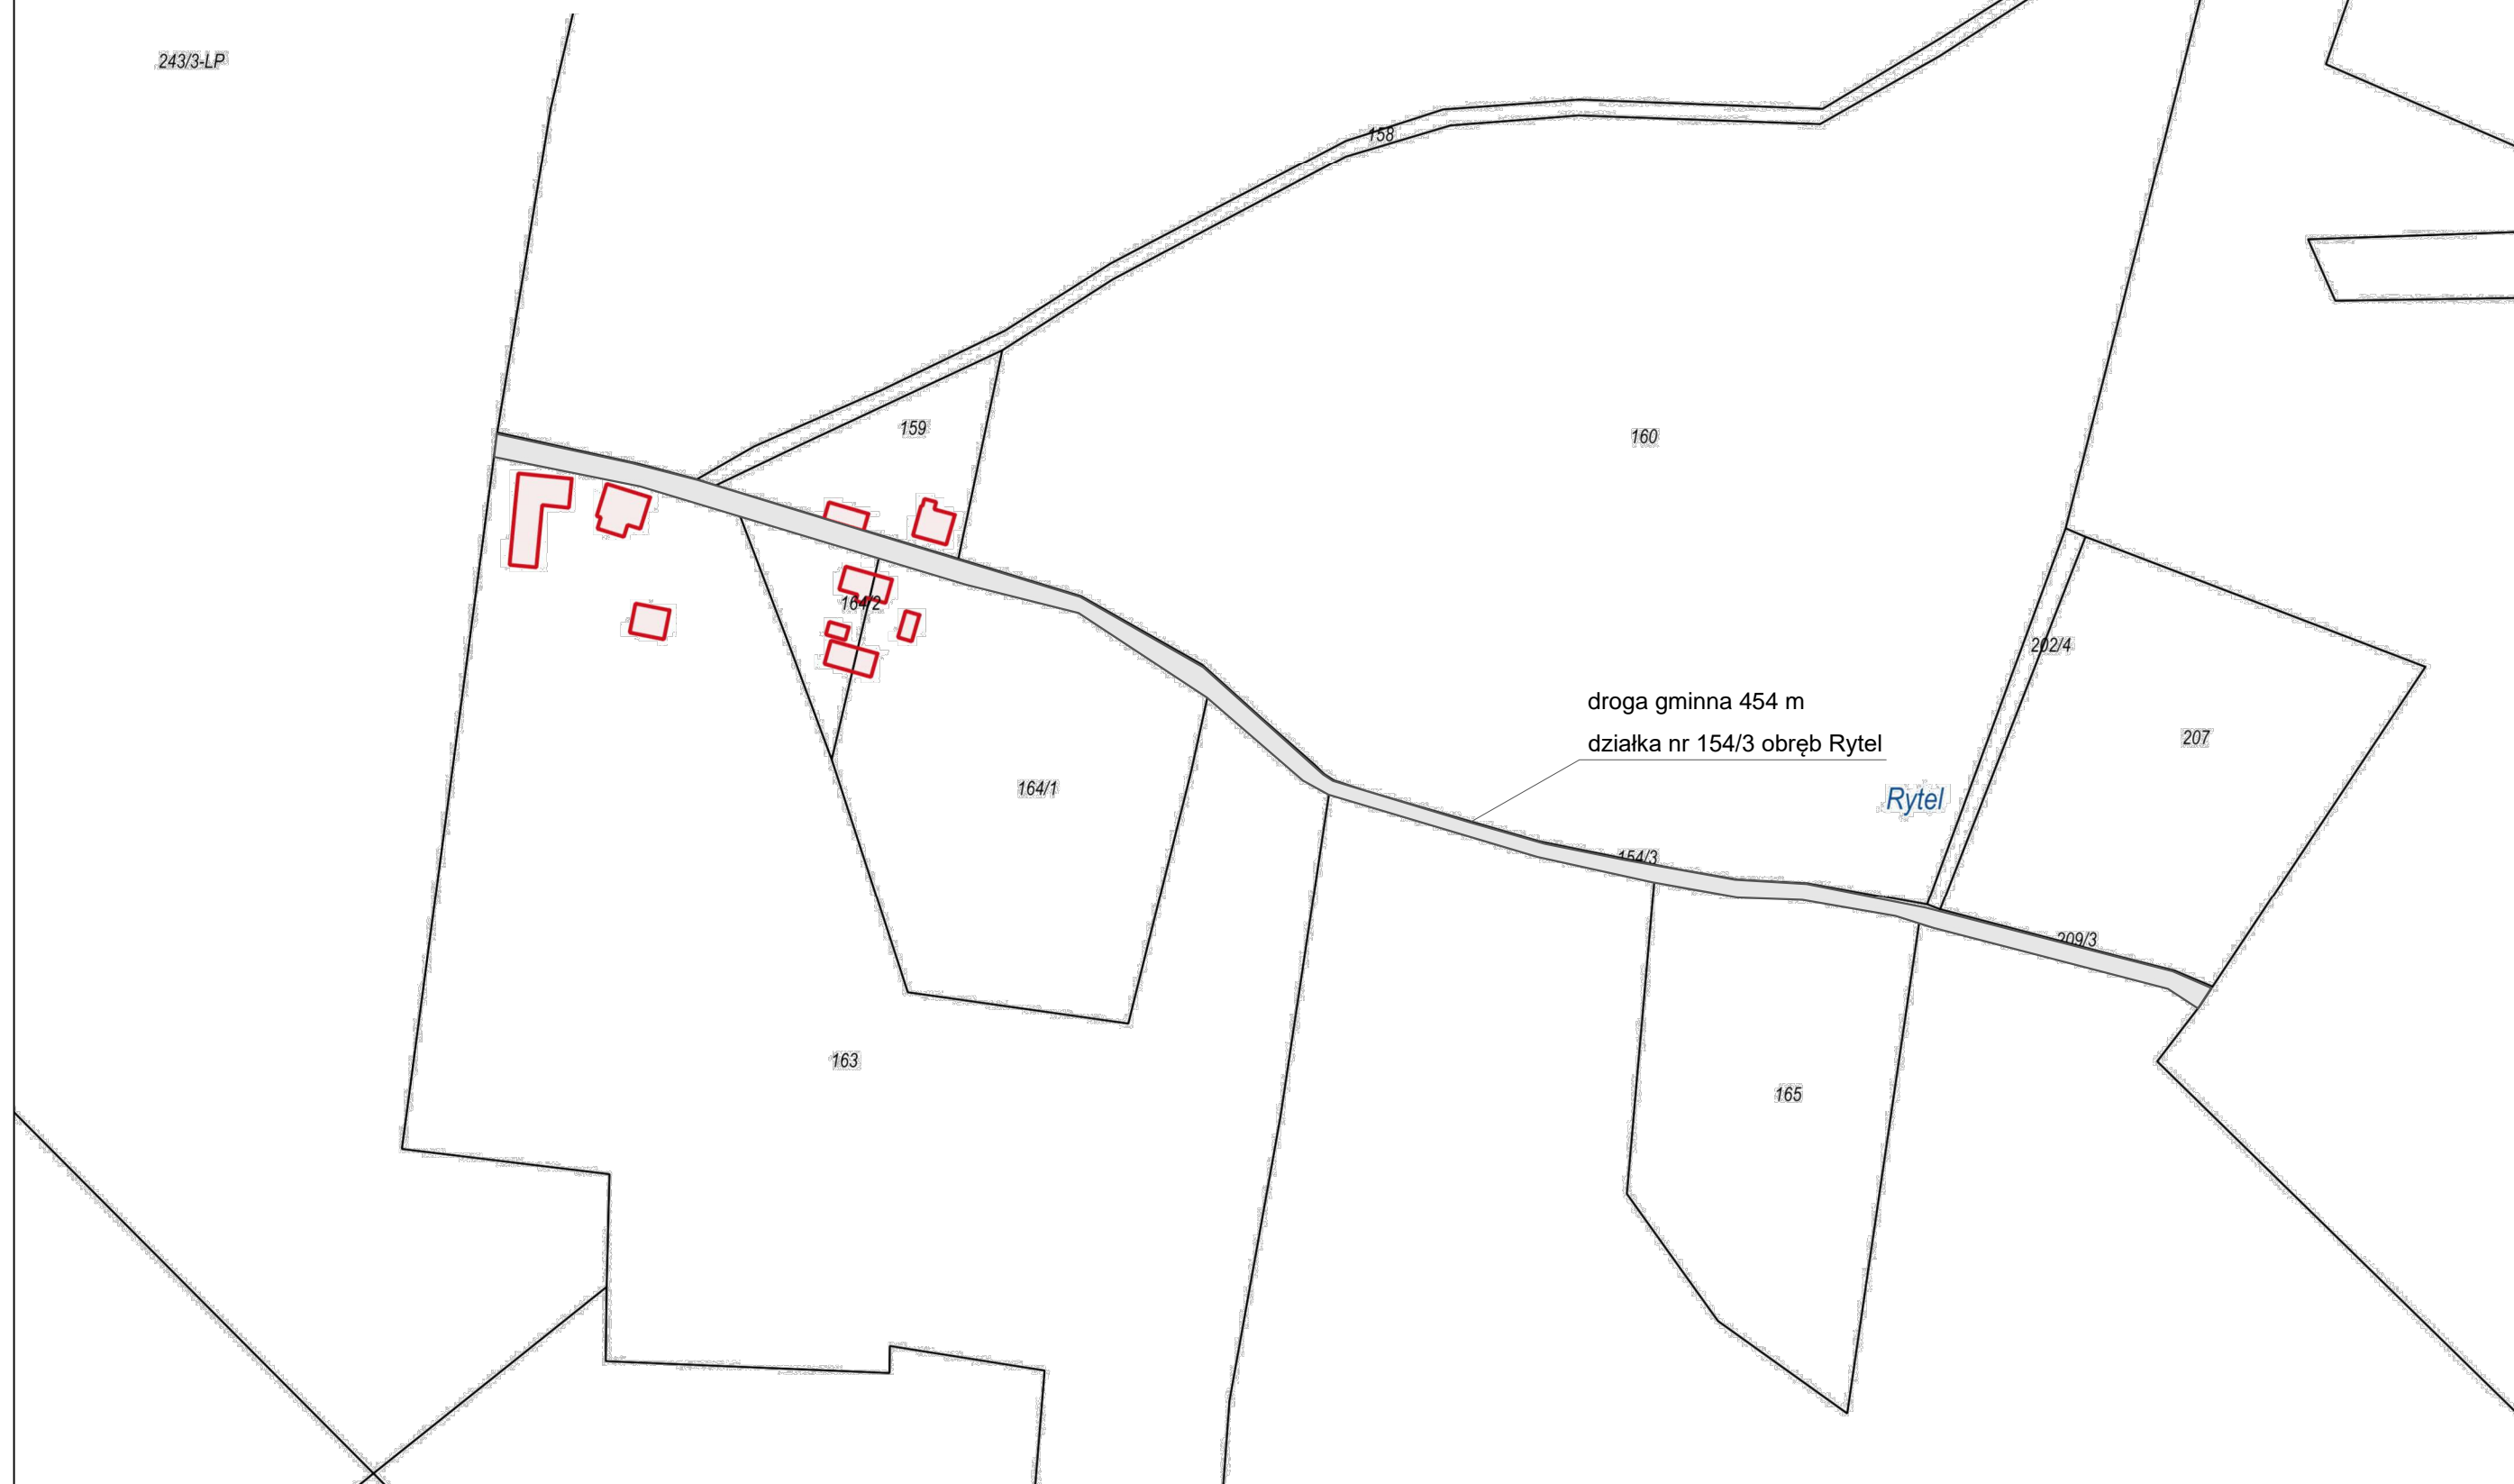 243/3-LP
158
159
160
164/2
202/4
droga gminna 454 m
207
działka nr 154/3 obręb Rytel
164/1
Rytel
154/3
209/3
163
165